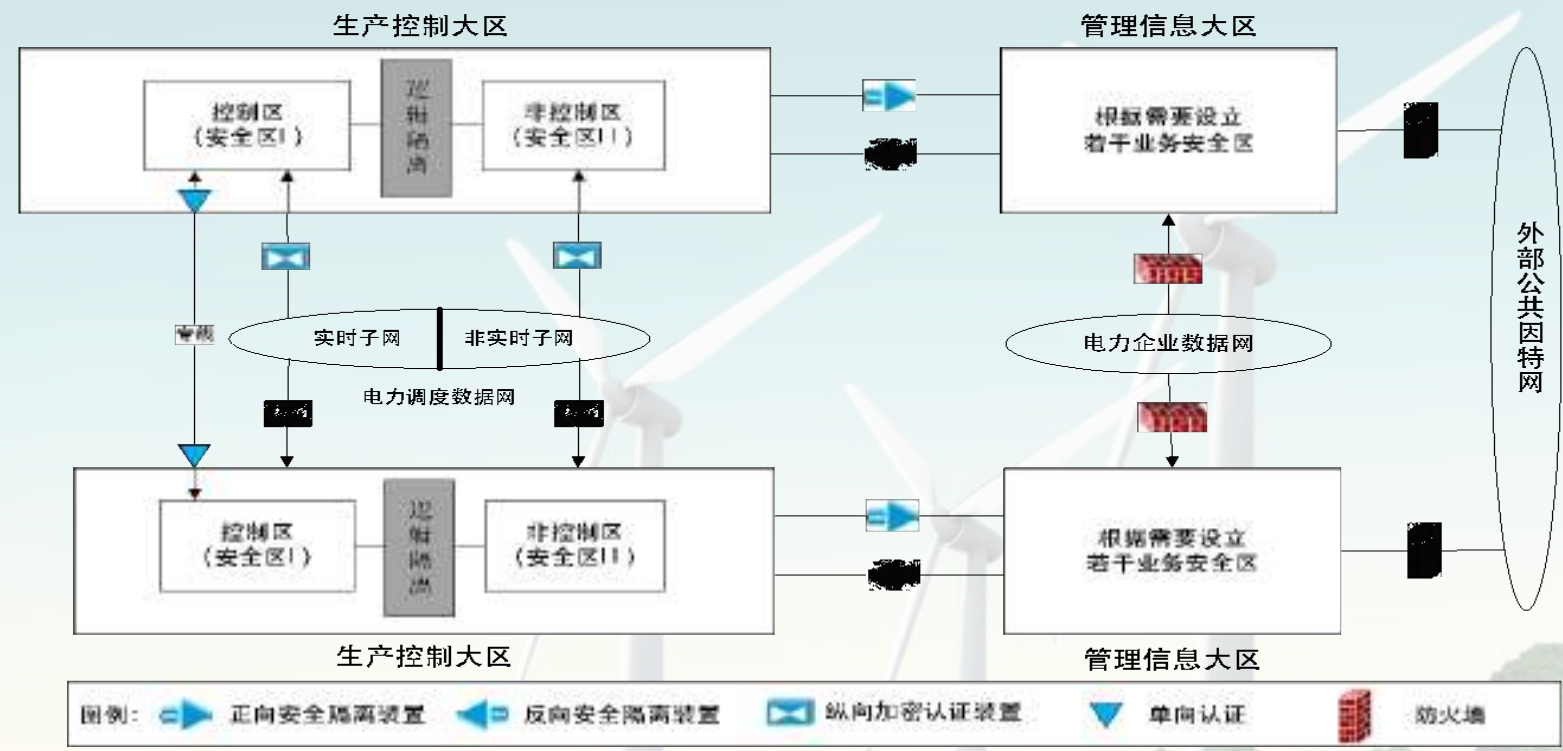 生产控制大区
管理信息大区
控制区
(安全区I)
逻
辑
隔
离
非控制区
(安全区II)
根据需要设立
若干业务安全区
外
部
公
共
因
特
网
专线
实时子网
非实时子网
电力调度数据网
电力企业数据网
控制区
(安全区I)
逻
辑
隔
离
非控制区
(安全区II)
根据需要设立
若干业务安全区
生产控制大区
管理信息大区
图例:
正向安全隔离装置
反向安全隔离装置
纵向加密认证装置
单向认证
防火墙